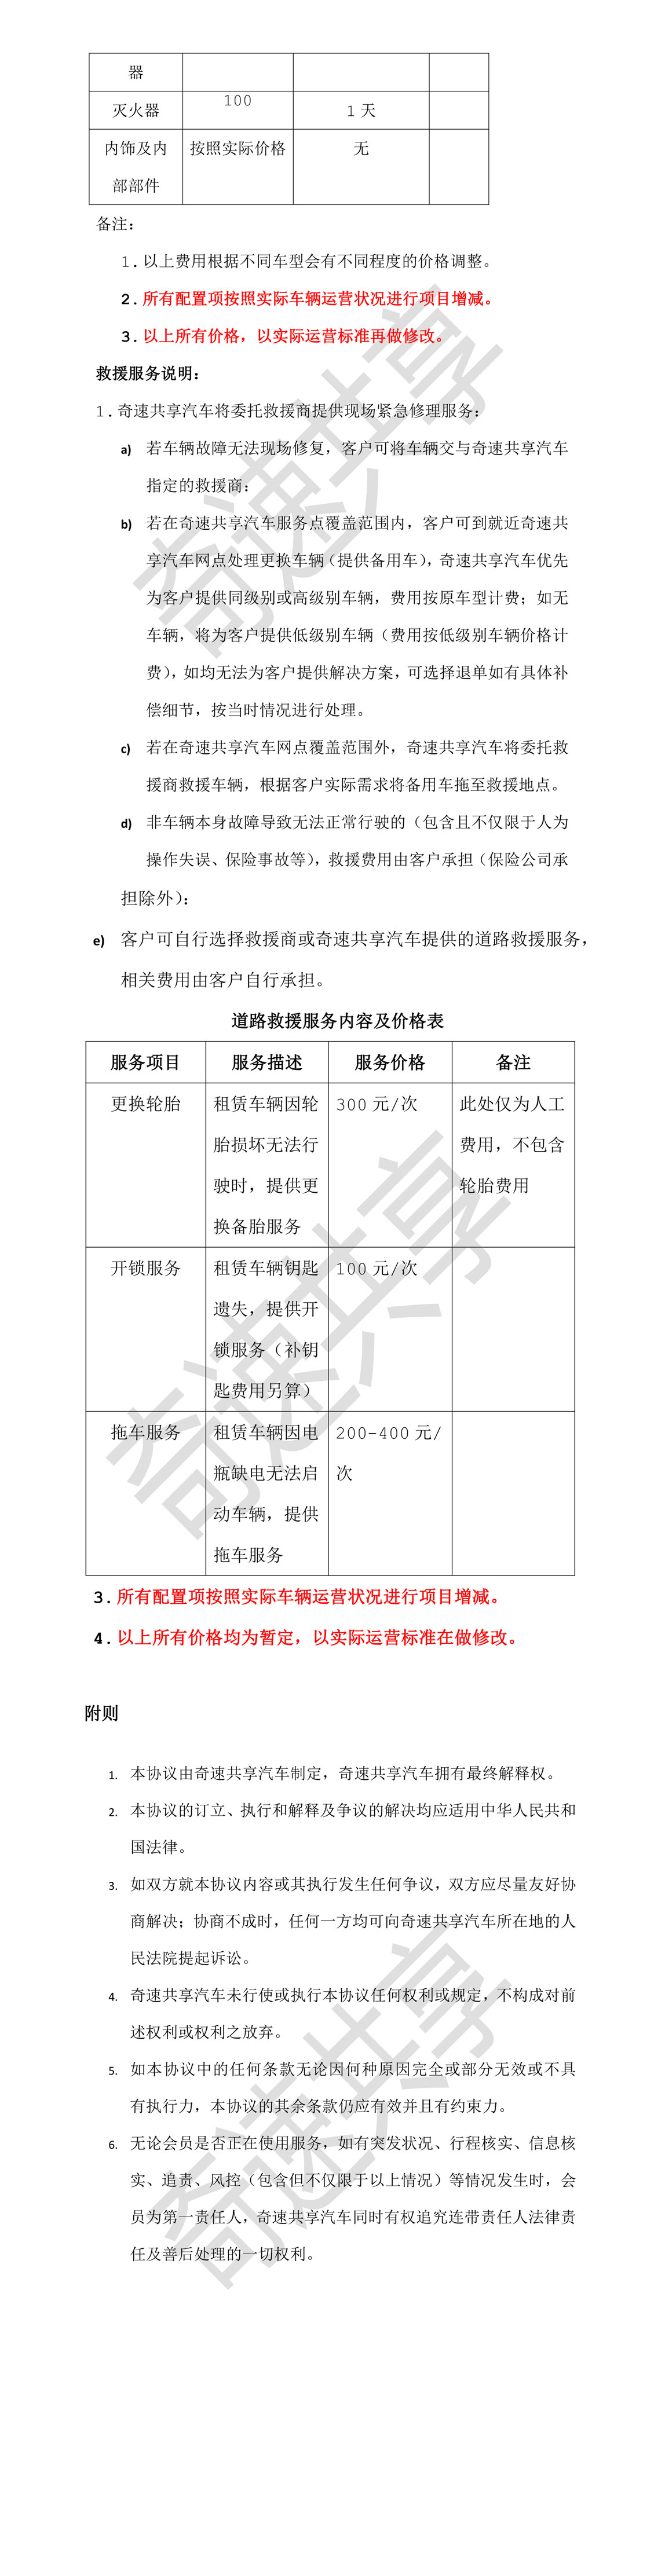 器
灭火器 100 1 天
内饰及内 按照实际价格 无
部部件
备注：
1．以上费用根据不同车型会有不同程度的价格调整。
2．所有配置项按照实际车辆运营状况进行项目增减。
3．以上所有价格，以实际运营标准再做修改。
救援服务说明：
1．奇速共享汽车将委托救援商提供现场紧急修理服务：
a) 若车辆故障无法现场修复，客户可将车辆交与奇速共享汽车
指定的救援商：
b) 若在奇速共享汽车服务点覆盖范围内，客户可到就近奇速共
享汽车网点处理更换车辆（提供备用车），奇速共享汽车优先
为客户提供同级别或高级别车辆，费用按原车型计费；如无
车辆，将为客户提供低级别车辆（费用按低级别车辆价格计
费），如均无法为客户提供解决方案，可选择退单如有具体补
偿细节，按当时情况进行处理。
c) 若在奇速共享汽车网点覆盖范围外，奇速共享汽车将委托救
援商救援车辆，根据客户实际需求将备用车拖至救援地点。
d) 非车辆本身故障导致无法正常行驶的（包含且不仅限于人为
操作失误、保险事故等），救援费用由客户承担（保险公司承
担除外）：
e) 客户可自行选择救援商或奇速共享汽车提供的道路救援服务，
相关费用由客户自行承担。
道路救援服务内容及价格表
服务项目 服务描述 服务价格 备注
更换轮胎 租赁车辆因轮 300 元/次 此处仅为人工
胎损坏无法行 费用，不包含
驶时，提供更 轮胎费用
换备胎服务
开锁服务 租赁车辆钥匙 100 元/次
遗失，提供开
锁服务（补钥
匙费用另算）
拖车服务 租赁车辆因电 200-400 元/
瓶缺电无法启 次
动车辆，提供
拖车服务
3．所有配置项按照实际车辆运营状况进行项目增减。
4．以上所有价格均为暂定，以实际运营标准在做修改。
附则
1. 本协议由奇速共享汽车制定，奇速共享汽车拥有最终解释权。
2. 本协议的订立、执行和解释及争议的解决均应适用中华人民共和
国法律。
3. 如双方就本协议内容或其执行发生任何争议，双方应尽量友好协
商解决；协商不成时，任何一方均可向奇速共享汽车所在地的人
民法院提起诉讼。
4. 奇速共享汽车未行使或执行本协议任何权利或规定，不构成对前
述权利或权利之放弃。
5. 如本协议中的任何条款无论因何种原因完全或部分无效或不具
有执行力，本协议的其余条款仍应有效并且有约束力。
6. 无论会员是否正在使用服务，如有突发状况、行程核实、信息核
实、追责、风控（包含但不仅限于以上情况）等情况发生时，会
员为第一责任人，奇速共享汽车同时有权追究连带责任人法律责
任及善后处理的一切权利。
奇速共享
奇速共享
奇速共享